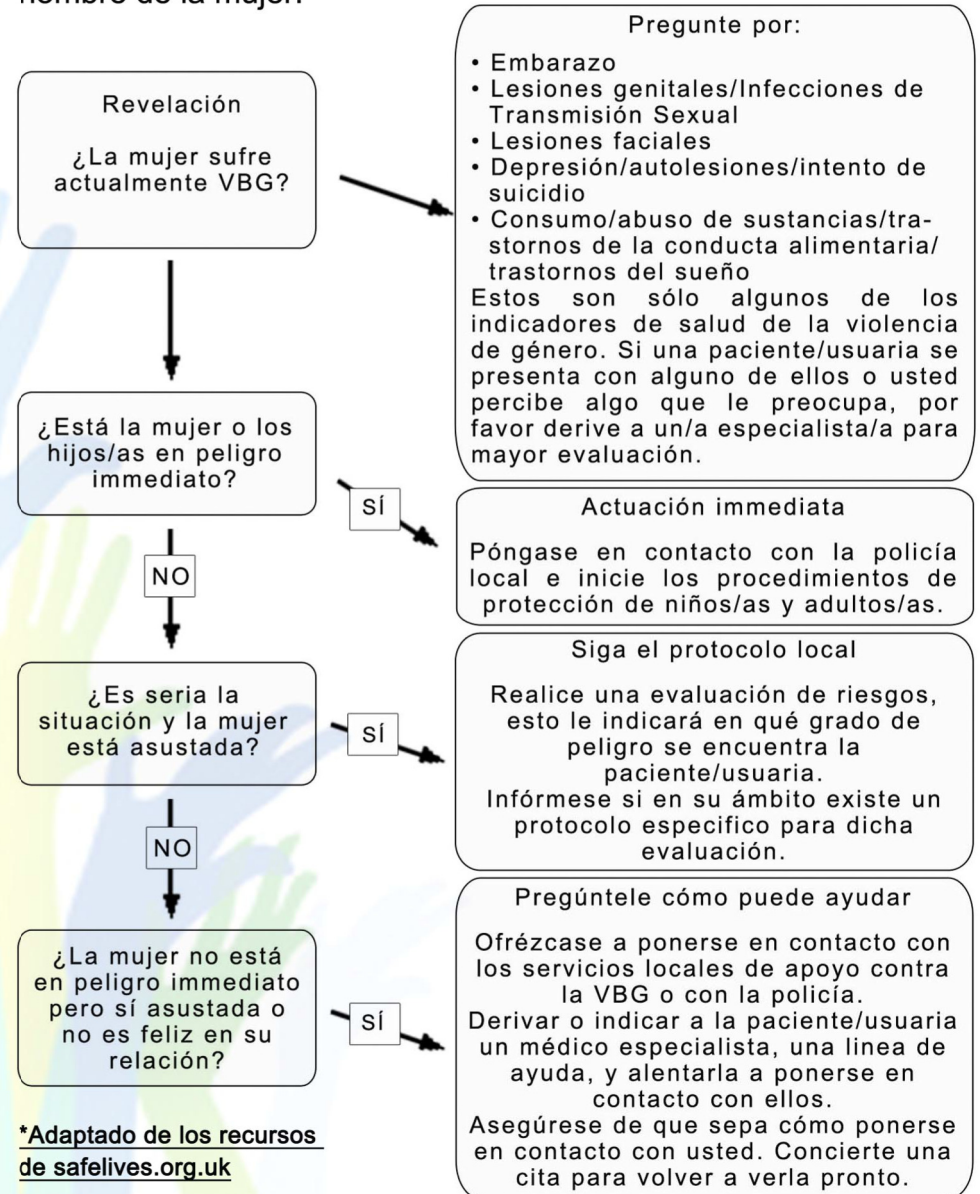 nombre de la mujer.
Revelación
¿La mujer sufre
actualmente VBG?
Pregunte por:
• Embarazo
• Lesiones genitales/Infecciones de
Transmisión Sexual
• Lesiones faciales
• Depresión/autolesiones/intento de
suicidio
• Consumo/abuso de sustancias/tra-
stornos de la conducta alimentaria/
trastornos del sueño
Estos son sólo algunos de los
indicadores de salud de la violencia
de género. Si una paciente/usuaria se
presenta con alguno de ellos o usted
percibe algo que le preocupa, por
favor derive a un/a especialista/a para
mayor evaluación.
¿Está la mujer o los
hijos/as en peligro
immediato?
SÍ
Actuación immediata
Póngase en contacto con la policía
local e inicie los procedimientos de
protección de niños/as y adultos/as.
NO
¿Es seria la
situación y la mujer
está asustada?
SÍ
Siga el protocolo local
Realice una evaluación de riesgos,
esto le indicará en qué grado de
peligro se encuentra la
paciente/usuaria.
Infórmese si en su ámbito existe un
protocolo especifico para dicha
evaluación.
NO
¿La mujer no está
en peligro immediato
pero sí asustada o
no es feliz en su
relación?
SÍ
Pregúntele cómo puede ayudar
Ofrézcase a ponerse en contacto con
los servicios locales de apoyo contra
la VBG o con la policía.
Derivar o indicar a la paciente/usuaria
un médico especialista, una linea de
ayuda, y alentarla a ponerse en
contacto con ellos.
Asegúrese de que sepa cómo ponerse
en contacto con usted. Concierte una
cita para volver a verla pronto.
*Adaptado de los recursos
de safelives.org.uk